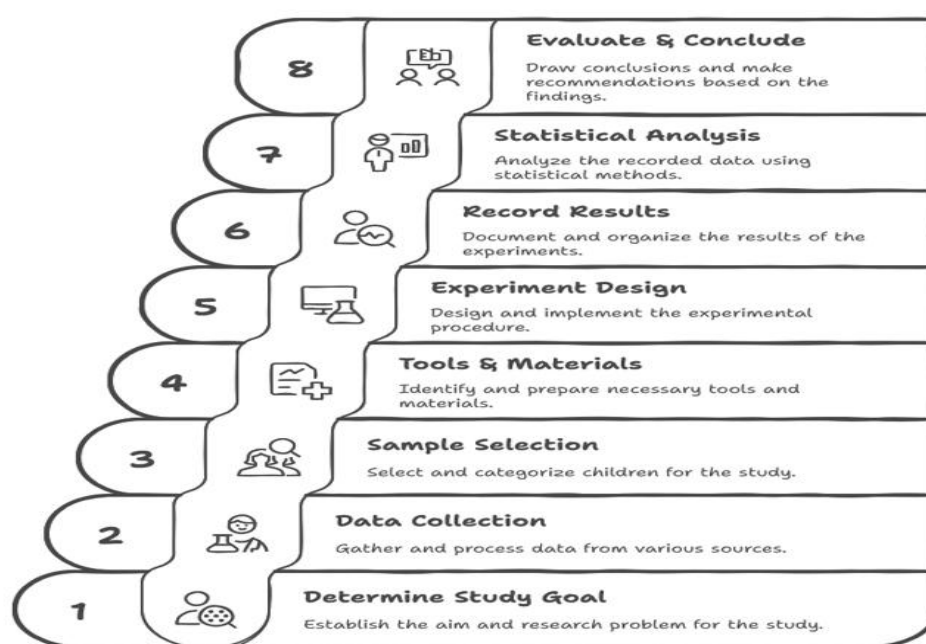 8
Evaluate & Conclude
Draw conclusions and make
recommendations based on the
findings.
7
Statistical Analysis
Analyze the recorded data using
statistical methods.
6
Record Results
Document and organize the results of the
experiments.
5
Experiment Design
Design and implement the experimental
procedure.
4
Tools & Materials
Identify and prepare necessary tools and
materials.
3
Sample Selection
Select and categorize children for the study.
2
Data Collection
Gather and process data from various sources.
1
Determine Study Goal
Establish the aim and research problem for the study.